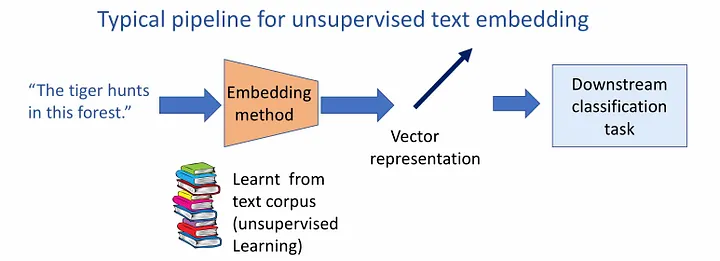 Typical pipeline for unsupervised text embedding
“The tiger hunts
in this forest.”
Embedding
method
Vector
representation
Downstream
classification
task
Learnt from
text corpus
(unsupervised
Learning)